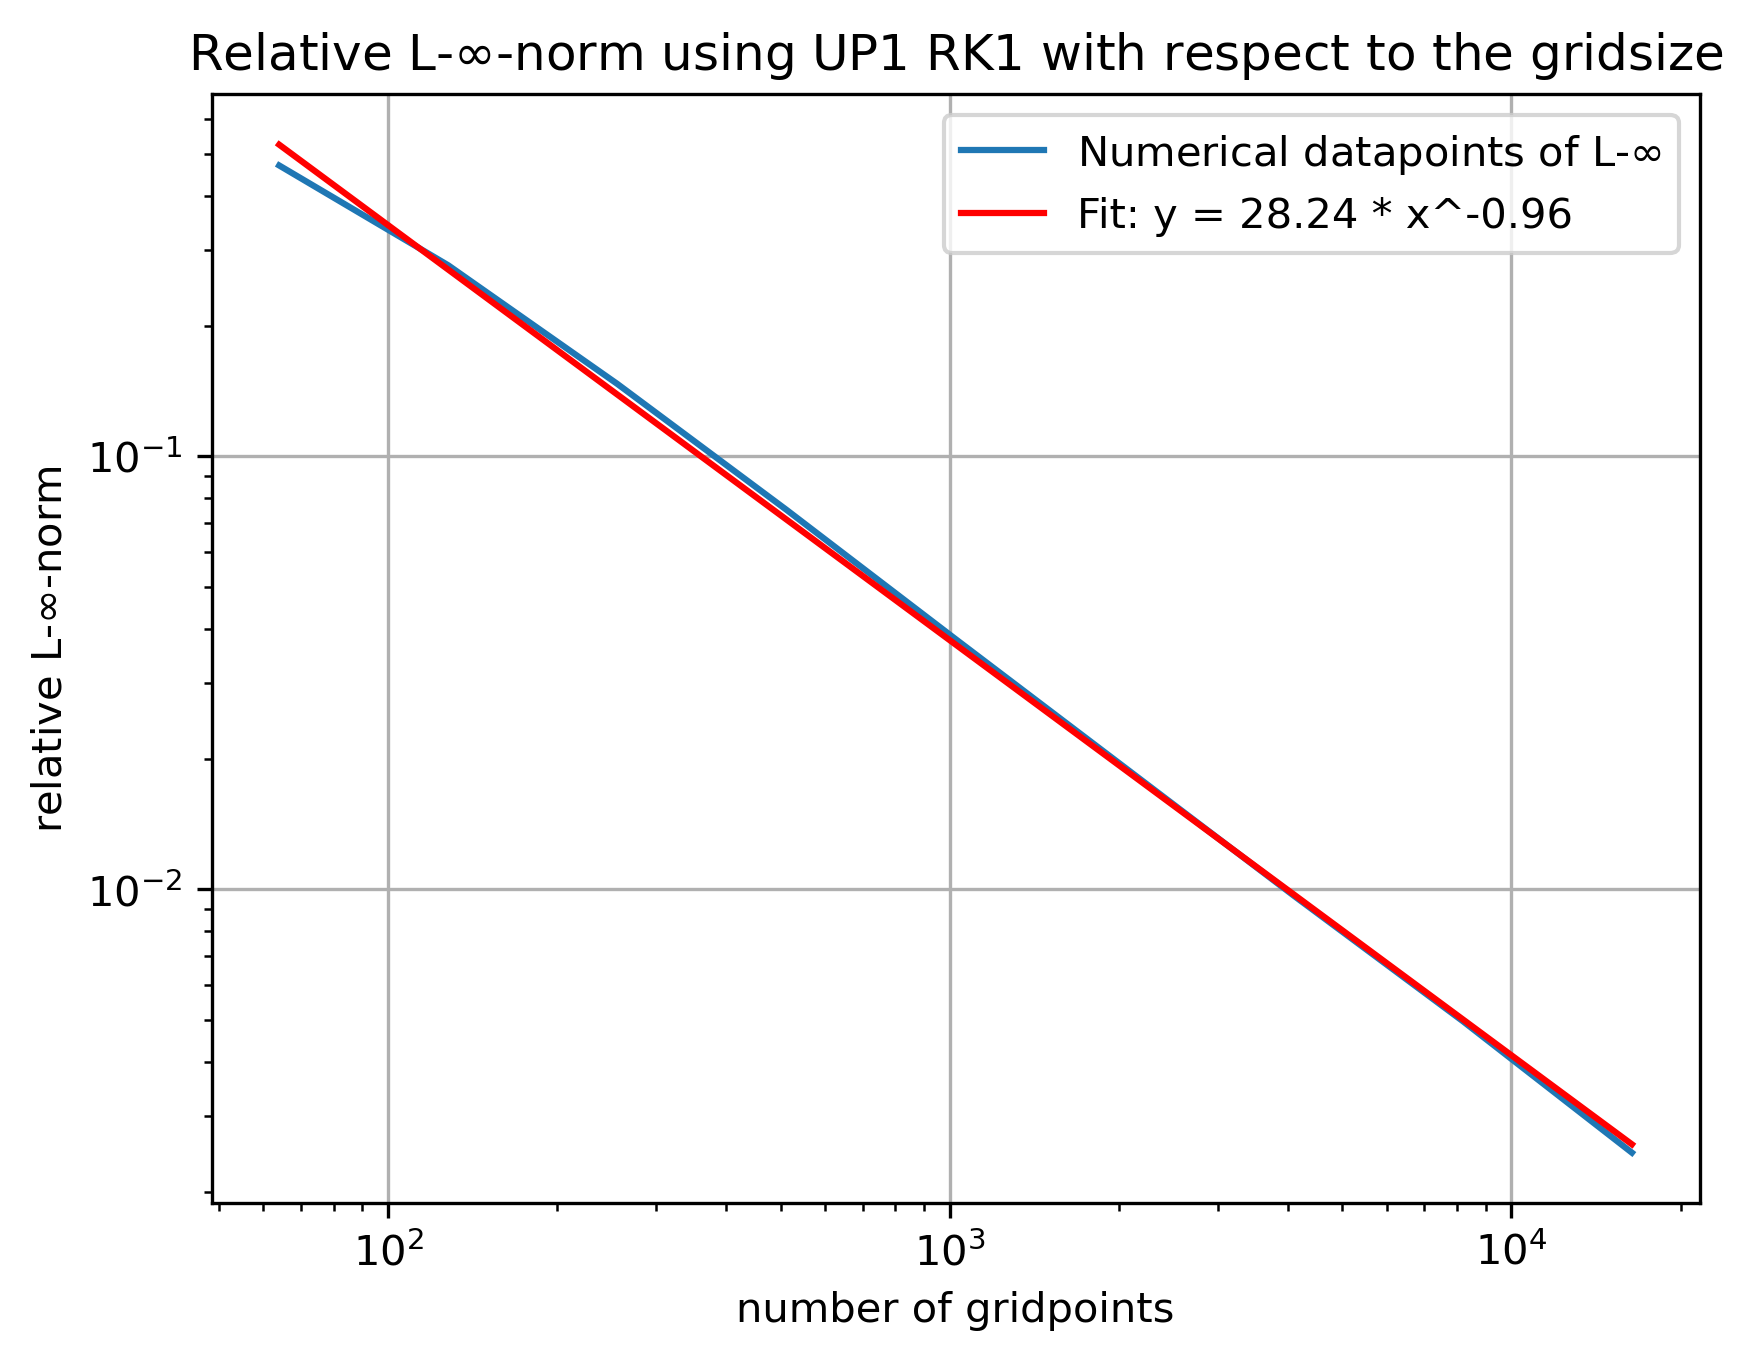 Relative L-∞-norm using UP1 RK1 with respect to the gridsize
Numerical datapoints of L-∞
Fit: y = 28.24 * x^-0.96
relative L-∞-norm
10⁻¹
10⁻²
10²
10³
10⁴
number of gridpoints